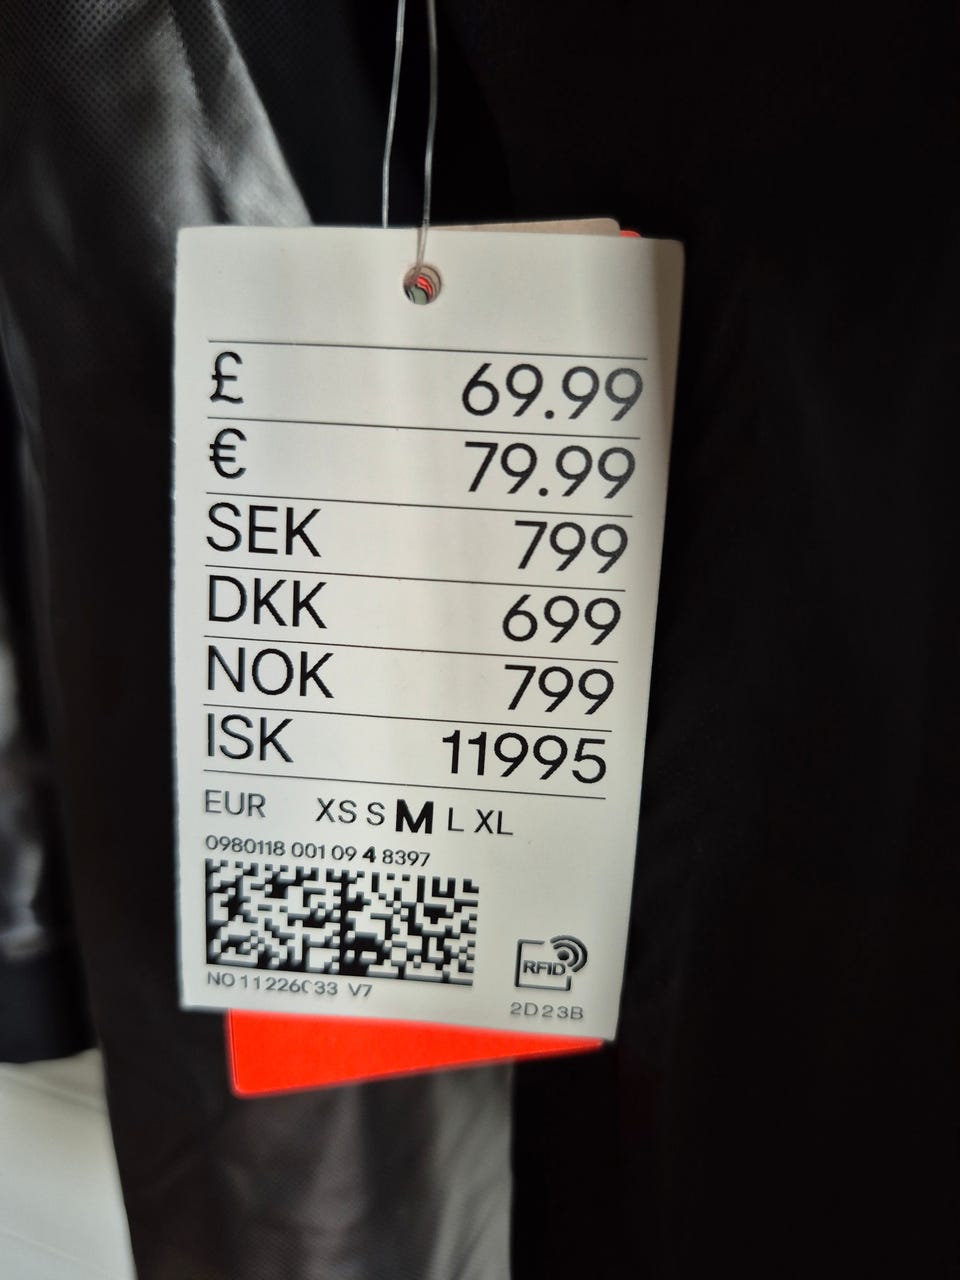 £ 69.99
€ 79.99
SEK 799
DKK 699
NOK 799
ISK 11995
EUR XS S M L XL
0980118 001 09 4 8397
RFID
NO 11226033 V7
2D23B